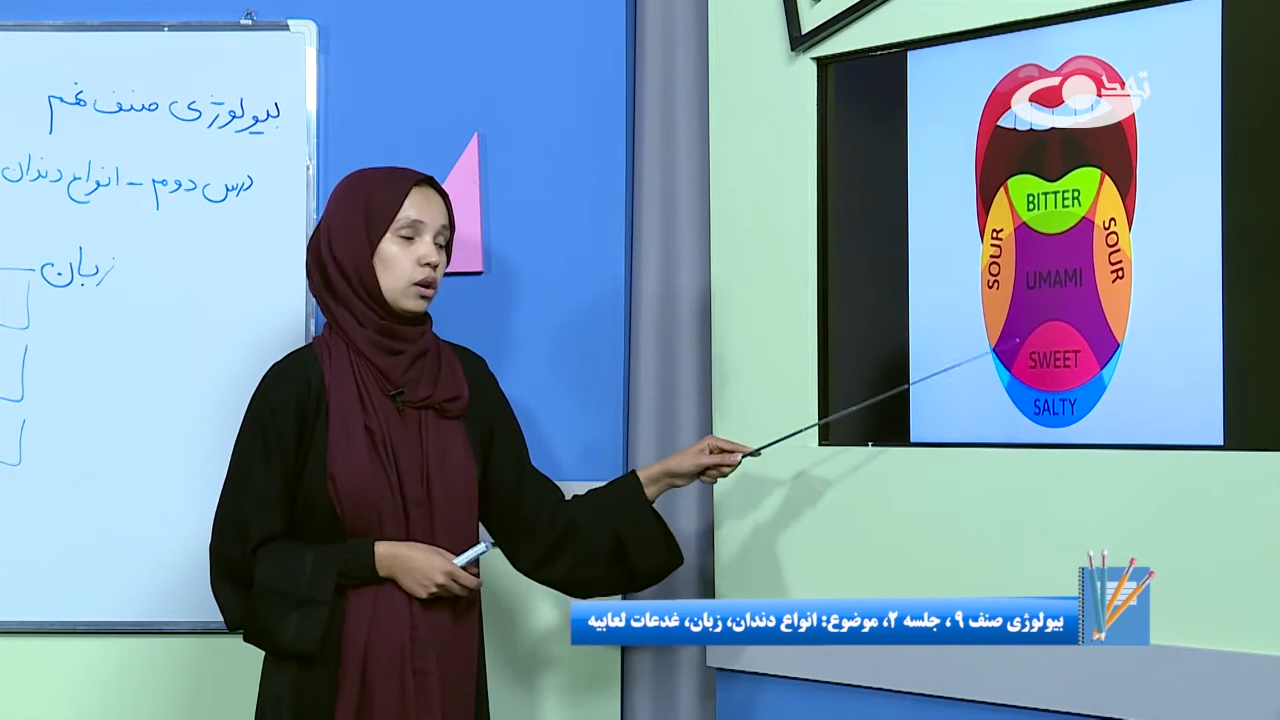 بیولوژی صنف نهم
درس دوم - انواع دندان
زبان
تمدن
BITTER
SOUR
SOUR
UMAMI
SWEET
SALTY
بیولوژی صنف ۹ ، جلسه ۲، موضوع: انواع دندان، زبان، غدعات لعابیه